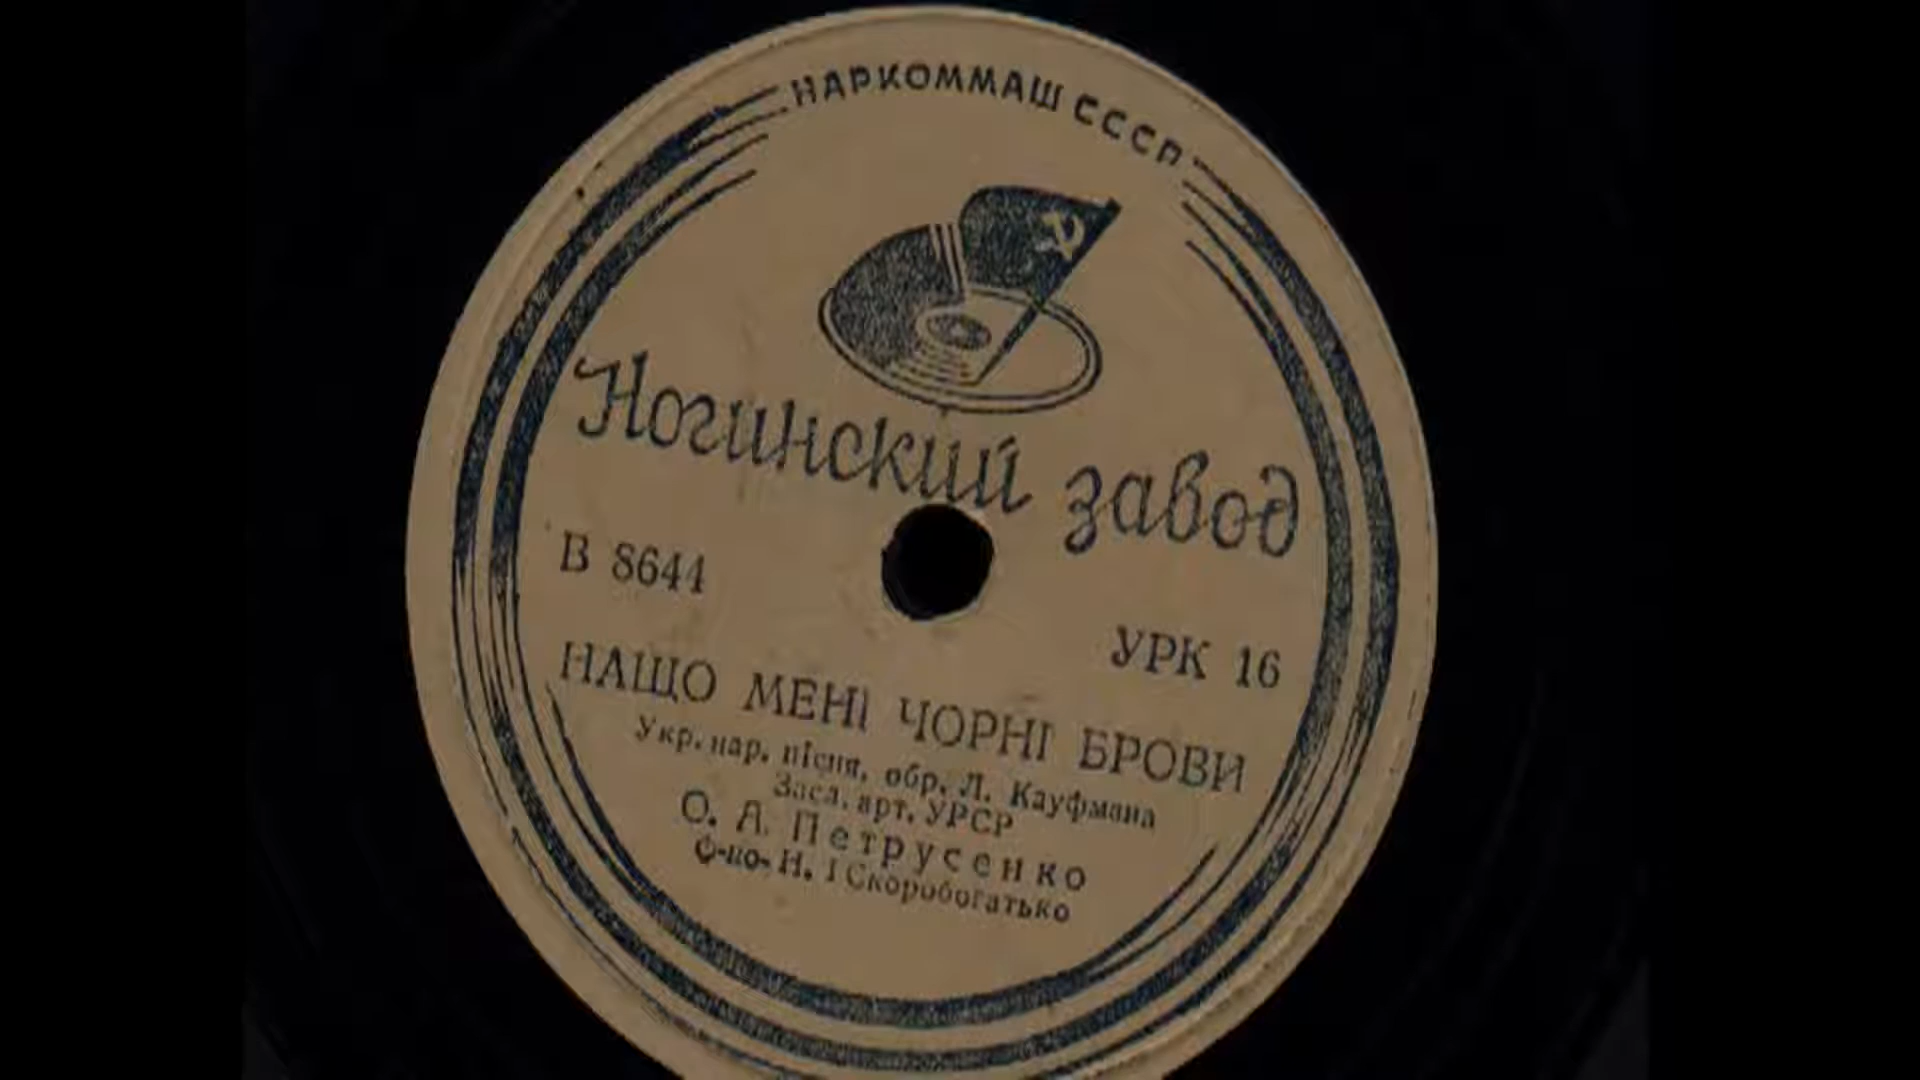 НАРКОММАШ СССР
Ногинский завод
В 8644
УРК 16
НАЩО МЕНІ ЧОРНІ БРОВИ
Укр. нар. пісня, обр. Л. Кауфмана
Засл. арт. УРСР
О. А. Петрусенко
Ф-но- Н. І Скоробогатько